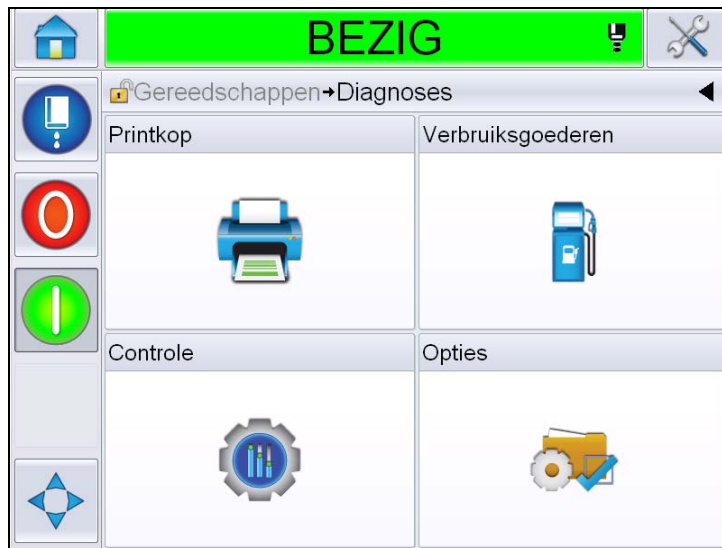 BEZIG
Gereedschappen→Diagnoses
Printkop
Verbruiksgoederen
Controle
Opties